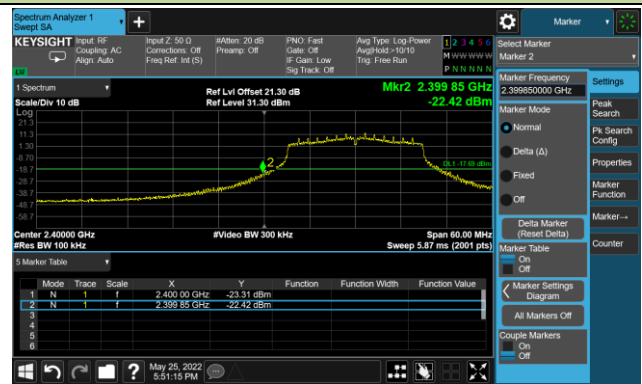 Spectrum Analyzer 1
Swept SA
+
Marker
KEYSIGHT
Input: RF
Coupling: AC
Align: Auto
Input Z: 50 Ω
Corrections: Off
Freq Ref: Int (S)
#Atten: 20 dB
Preamp: Off
PNO: Fast
Gate: Off
IF Gain: Low
Sig Track: Off
Avg Type: Log-Power
Avg|Hold:>10/10
Trig: Free Run
1 2 3 4 5 6
M W W W W W
P N N N N N
LXI
Select Marker
Marker 2
1 Spectrum
Scale/Div 10 dB
Ref Lvl Offset 21.30 dB
Ref Level 31.30 dBm
Mkr2 2.399 85 GHz
-22.42 dBm
Log
21.3
11.3
1.30
-8.70
-18.7
-28.7
-38.7
-48.7
-58.7
2
DL1 -17.69 dBm
Center 2.40000 GHz
#Res BW 100 kHz
#Video BW 300 kHz
Span 60.00 MHz
Sweep 5.87 ms (2001 pts)
5 Marker Table
Mode Trace Scale X Y Function Function Width Function Value
1 N 1 f 2.400 00 GHz -23.31 dBm
2 N 1 f 2.399 85 GHz -22.42 dBm
3
4
5
6
Marker Frequency
2.399850000 GHz
Marker Mode
Normal
Delta (Δ)
Fixed
Off
Delta Marker
(Reset Delta)
Marker Table
On
Off
Marker Settings
Diagram
All Markers Off
Couple Markers
On
Off
Settings
Peak
Search
Pk Search
Config
Properties
Marker
Function
Marker→
Counter
?
May 25, 2022
5:51:15 PM